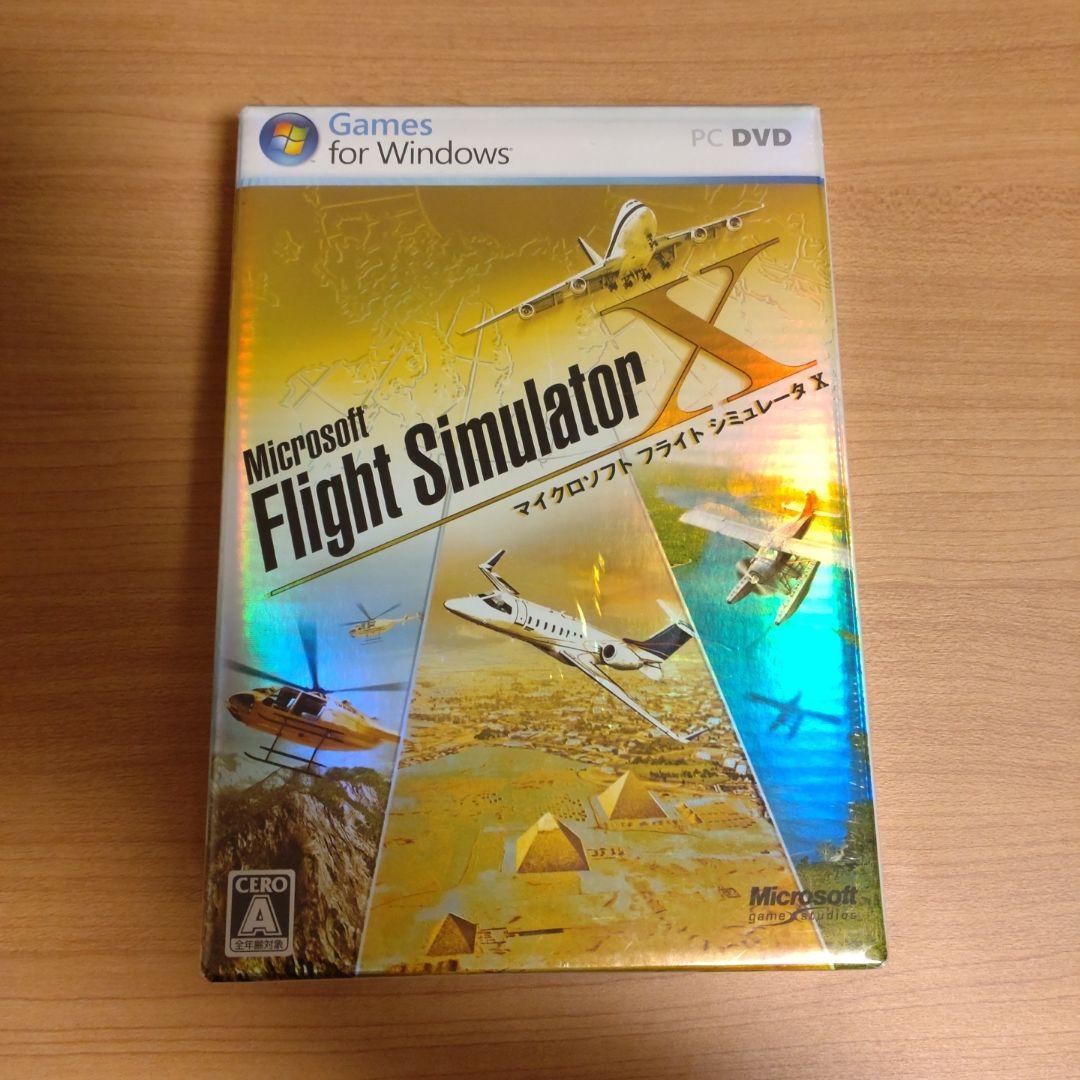 Games
for Windows
PC DVD
X
Microsoft
Flight Simulator
マイクロソフト フライト シミュレータ X
CERO
A
全年齢対象
Microsoft
game studios